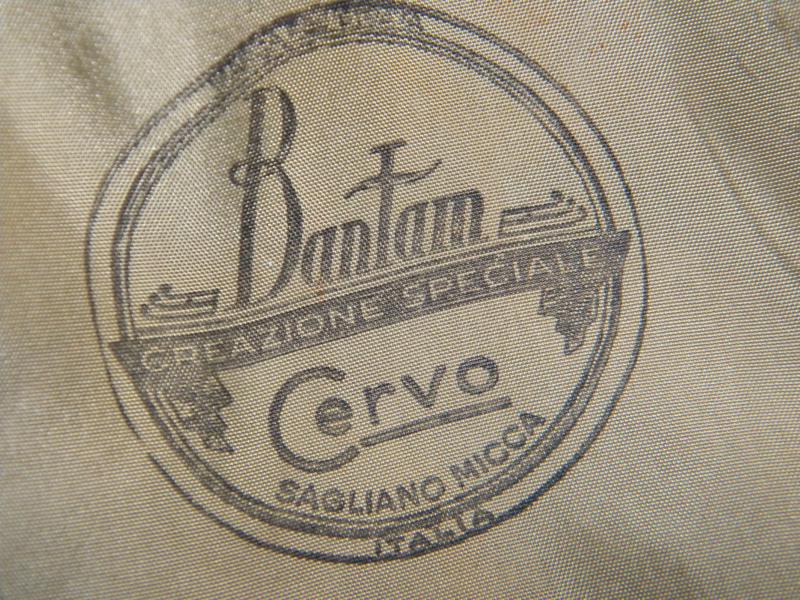 Bantam
CREAZIONE SPECIALE
Cervo
SAGLIANO MICCA
ITALIA